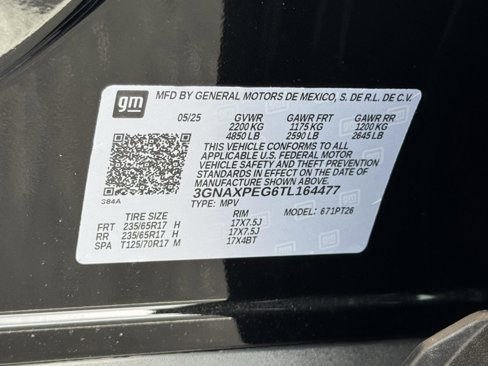 gm
MFD BY GENERAL MOTORS DE MEXICO, S. DE R.L. DE C.V.
05/25 GVWR GAWR FRT GAWR RR
2200 KG 1175 KG 1200 KG
4850 LB 2590 LB 2645 LB
THIS VEHICLE CONFORMS TO ALL
APPLICABLE U.S. FEDERAL MOTOR
VEHICLE SAFETY AND THEFT PREVENTION
STANDARDS IN EFFECT ON THE DATE OF
MANUFACTURE SHOWN ABOVE.
3GNAXPEG6TL164477
S84A TYPE: MPV
TIRE SIZE RIM MODEL: 671PT26
FRT 235/65R17 H 17X7.5J
RR 235/65R17 H 17X7.5J
SPA T125/70R17 M 17X4BT